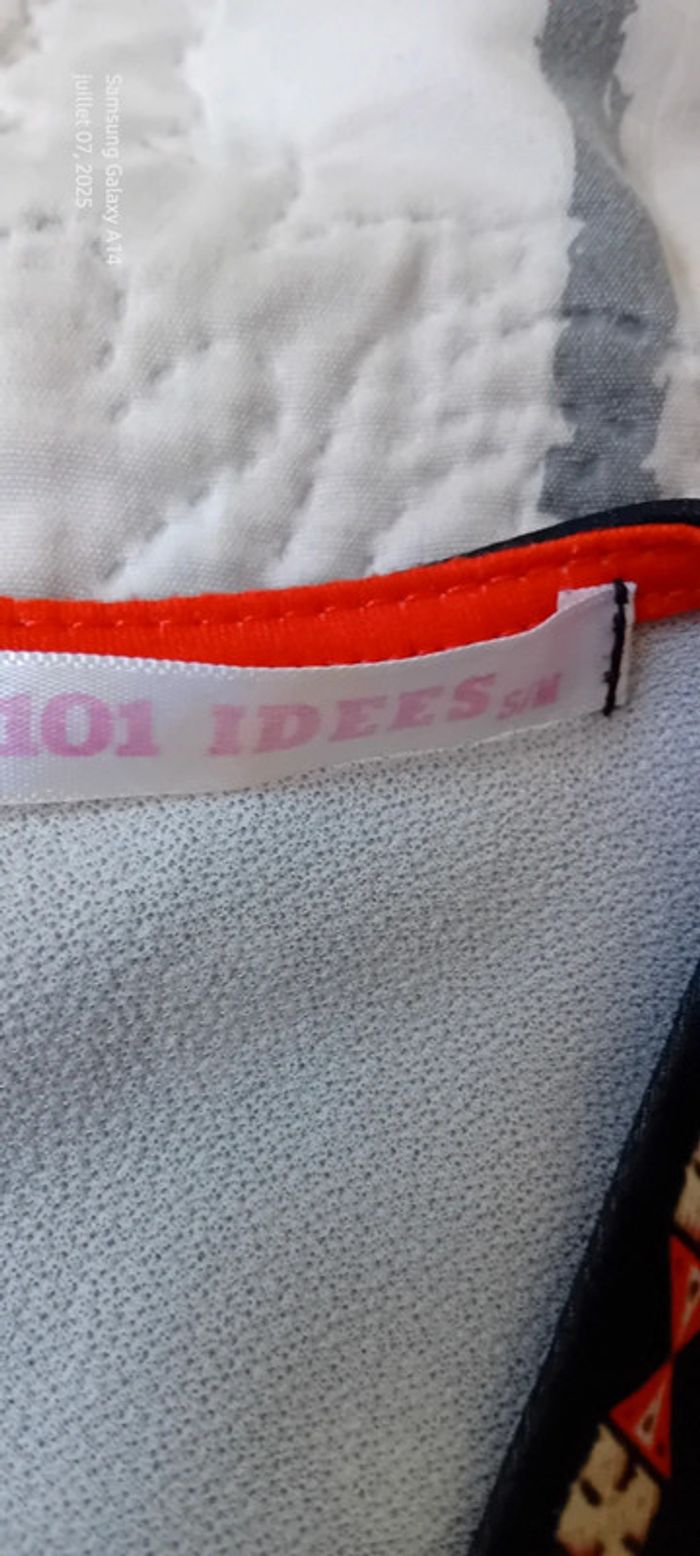 Samsung Galaxy A14
juillet 07, 2025
101 IDEES S/M